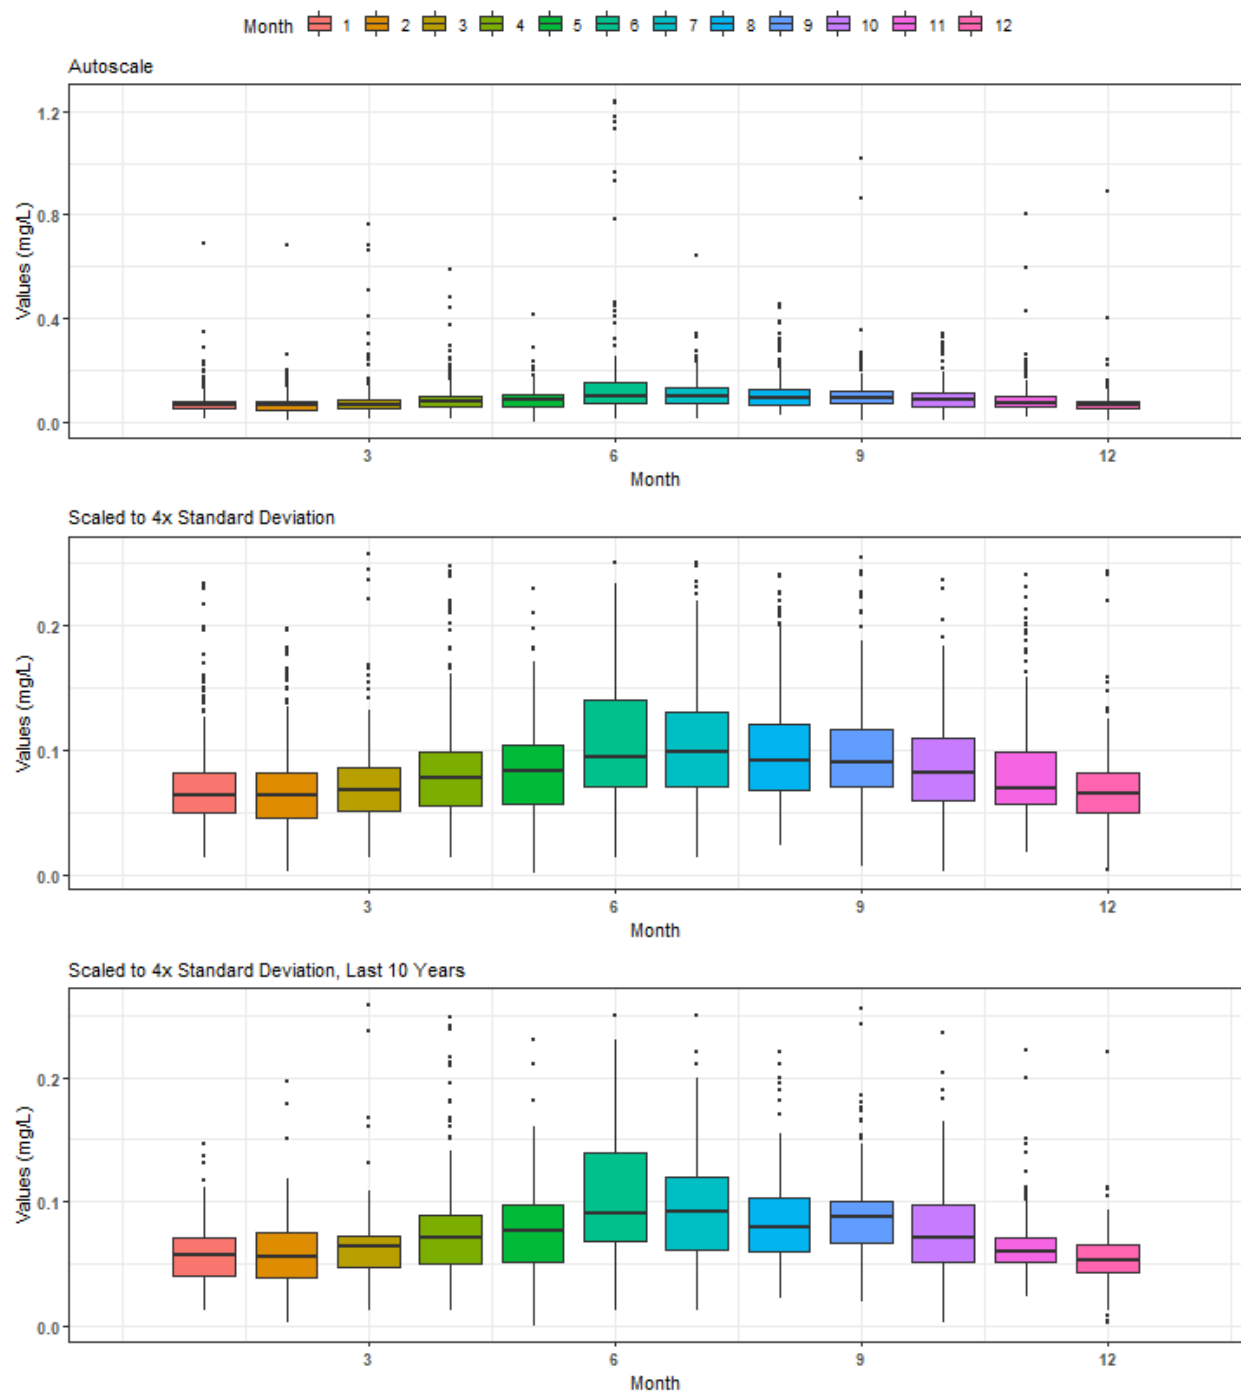 Month 1 2 3 4 5 6 7 8 9 10 11 12
Autoscale
Values (mg/L)
1.2
0.8
0.4
0.0
3 6 9 12
Month
Scaled to 4x Standard Deviation
Values (mg/L)
0.2
0.1
0.0
3 6 9 12
Month
Scaled to 4x Standard Deviation, Last 10 Years
Values (mg/L)
0.2
0.1
0.0
3 6 9 12
Month